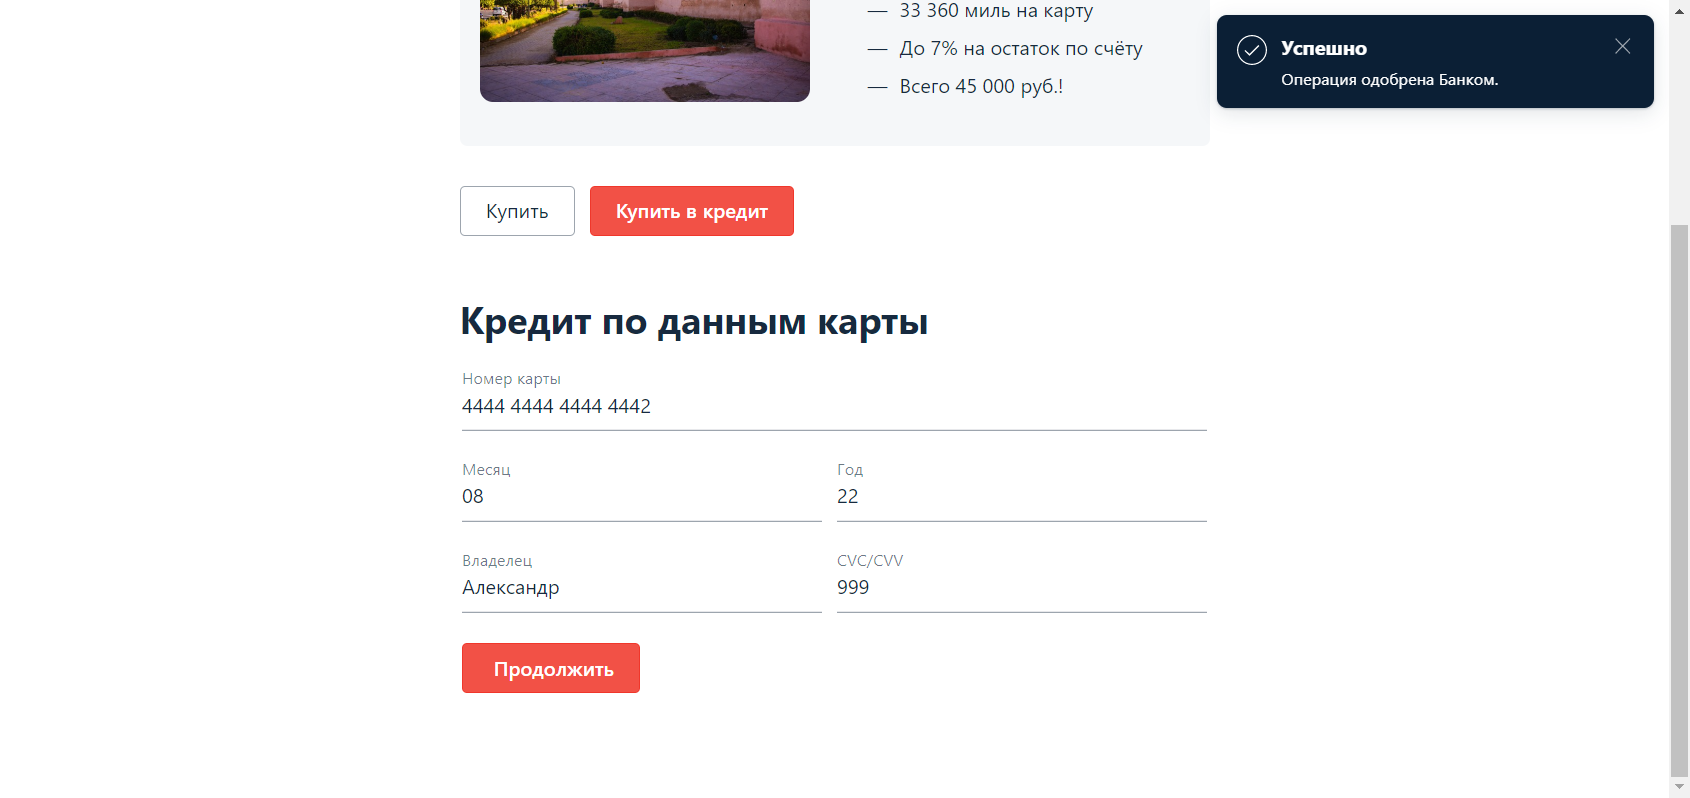 — 33 360 миль на карту
— До 7% на остаток по счёту
— Всего 45 000 руб.!
Успешно
Операция одобрена Банком.
Купить
Купить в кредит
Кредит по данным карты
Номер карты
4444 4444 4444 4442
Месяц
Год
08
22
Владелец
CVC/CVV
Александр
999
Продолжить